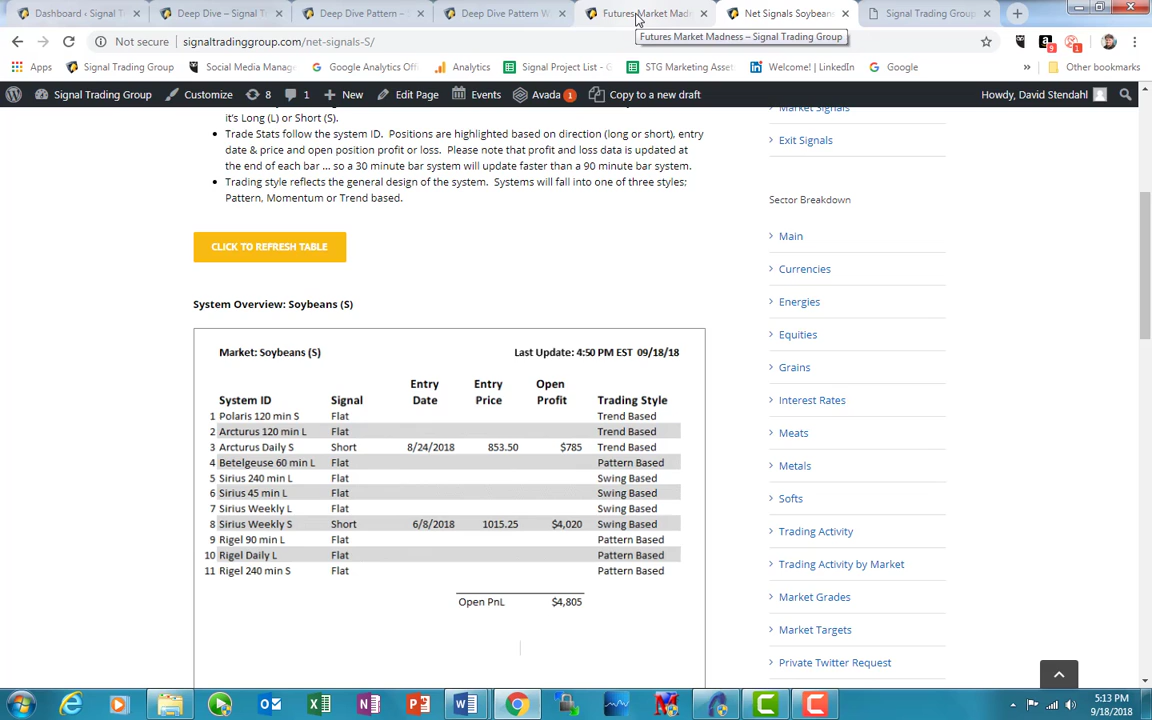 Dashboard ‹ Signal T
Deep Dive – Signal T
Deep Dive Pattern –
Deep Dive Pattern W
Futures Market Mad
Net Signals Soybean
Signal Trading Group
Futures Market Madness – Signal Trading Group
Not secure
signaltradinggroup.com/net-signals-S/
9
1
Apps
Signal Trading Group
Social Media Manag
Google Analytics Off
Analytics
Signal Project List - G
STG Marketing Asset
Welcome! | LinkedIn
Google
»
Other bookmarks
Signal Trading Group
Customize
8
1
New
Edit Page
Events
Avada 1
Copy to a new draft
Howdy, David Stendahl
it's Long (L) or Short (S).
• Trade Stats follow the system ID. Positions are highlighted based on direction (long or short), entry
date & price and open position profit or loss. Please note that profit and loss data is updated at
the end of each bar … so a 30 minute bar system will update faster than a 90 minute bar system.
• Trading style reflects the general design of the system. Systems will fall into one of three styles;
Pattern, Momentum or Trend based.
CLICK TO REFRESH TABLE
System Overview: Soybeans (S)
Market: Soybeans (S) Last Update: 4:50 PM EST 09/18/18
Entry Entry Open
System ID Signal Date Price Profit Trading Style
1 Polaris 120 min S Flat Trend Based
2 Arcturus 120 min L Flat Trend Based
3 Arcturus Daily S Short 8/24/2018 853.50 $785 Trend Based
4 Betelgeuse 60 min L Flat Pattern Based
5 Sirius 240 min L Flat Swing Based
6 Sirius 45 min L Flat Swing Based
7 Sirius Weekly L Flat Swing Based
8 Sirius Weekly S Short 6/8/2018 1015.25 $4,020 Swing Based
9 Rigel 90 min L Flat Pattern Based
10 Rigel Daily L Flat Pattern Based
11 Rigel 240 min S Flat Pattern Based
Open PnL $4,805
Market Signals
Exit Signals
Sector Breakdown
Main
Currencies
Energies
Equities
Grains
Interest Rates
Meats
Metals
Softs
Trading Activity
Trading Activity by Market
Market Grades
Market Targets
Private Twitter Request
5:13 PM
9/18/2018